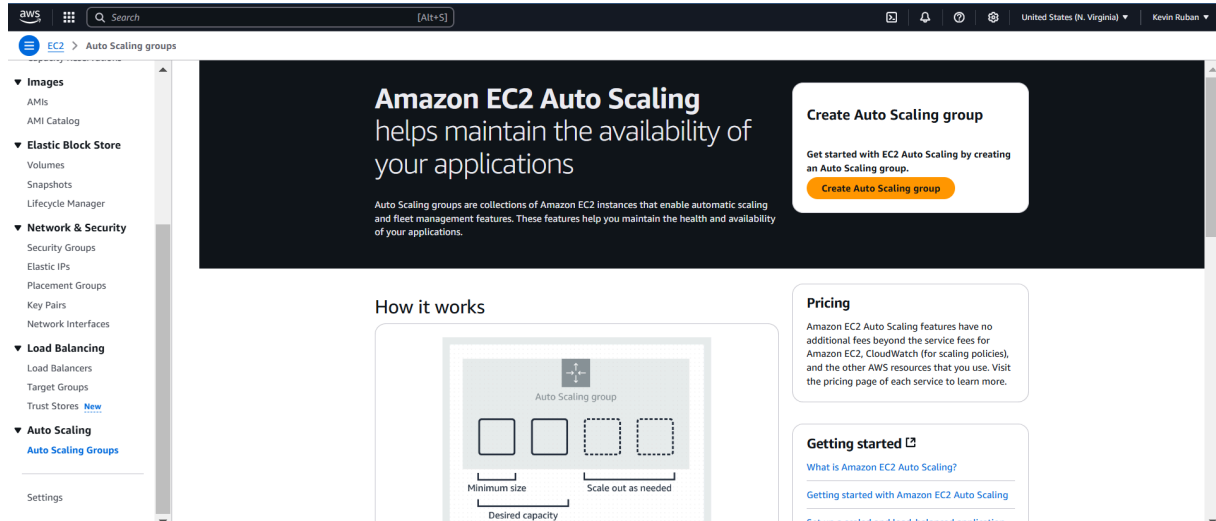 aws
Search
[Alt+S]
United States (N. Virginia)
Kevin Ruban
EC2 > Auto Scaling groups
Images
AMIs
AMI Catalog
Elastic Block Store
Volumes
Snapshots
Lifecycle Manager
Network & Security
Security Groups
Elastic IPs
Placement Groups
Key Pairs
Network Interfaces
Load Balancing
Load Balancers
Target Groups
Trust Stores New
Auto Scaling
Auto Scaling Groups
Settings
Amazon EC2 Auto Scaling
helps maintain the availability of
your applications
Auto Scaling groups are collections of Amazon EC2 instances that enable automatic scaling
and fleet management features. These features help you maintain the health and availability
of your applications.
Create Auto Scaling group
Get started with EC2 Auto Scaling by creating
an Auto Scaling group.
Create Auto Scaling group
How it works
Auto Scaling group
Minimum size
Scale out as needed
Desired capacity
Pricing
Amazon EC2 Auto Scaling features have no
additional fees beyond the service fees for
Amazon EC2, CloudWatch (for scaling policies),
and the other AWS resources that you use. Visit
the pricing page of each service to learn more.
Getting started
What is Amazon EC2 Auto Scaling?
Getting started with Amazon EC2 Auto Scaling